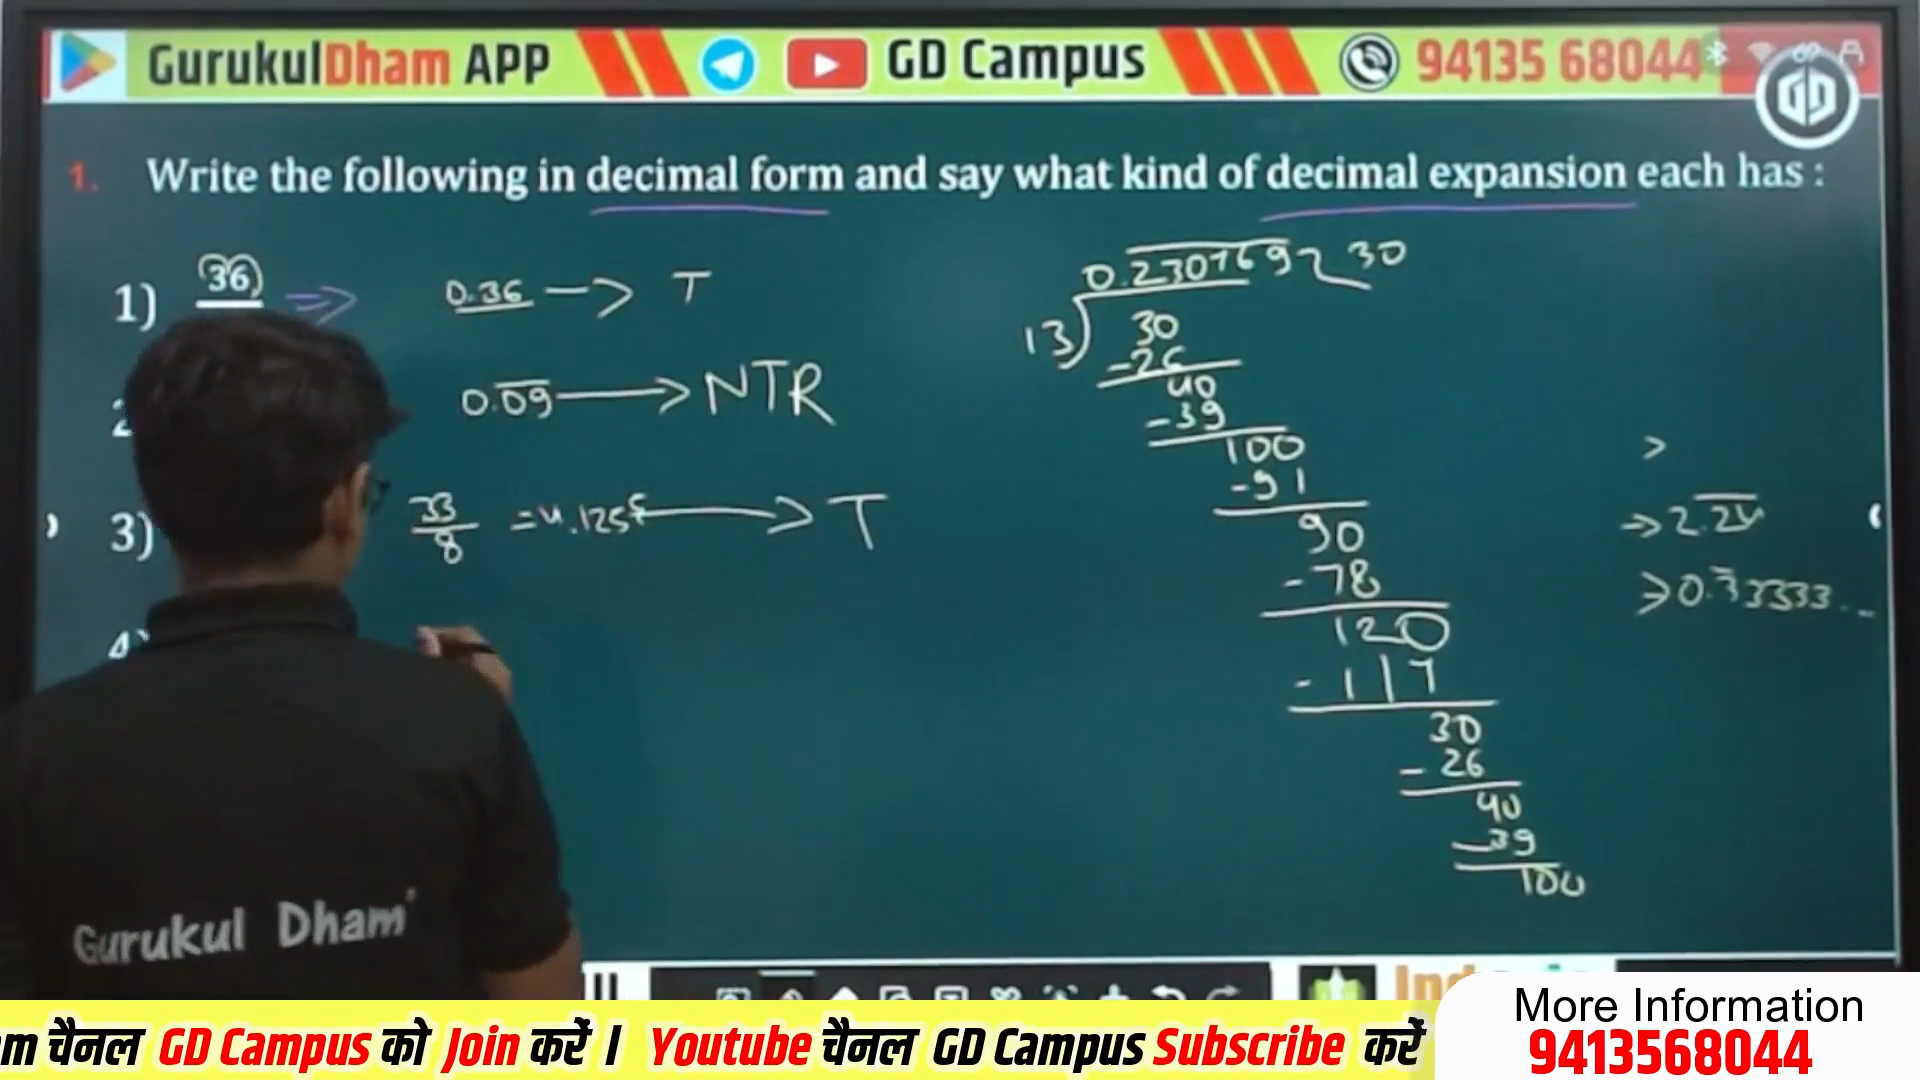 GurukulDham APP GD Campus 94135 68044
GD
1. Write the following in decimal form and say what kind of decimal expansion each has :
1) 36 => 0.36 -> T
0.09 -> NTR
3) 33/8 = 4.125 -> T
4)
0.230769230
13) 30
-26
40
-39
100
-91
90
-78
120
-117
30
-26
40
-39
100
>
-> 2.24
-> 0.33333...
Gurukul Dham
चैनल GD Campus को Join करें । Youtube चैनल GD Campus Subscribe करें
More Information
9413568044